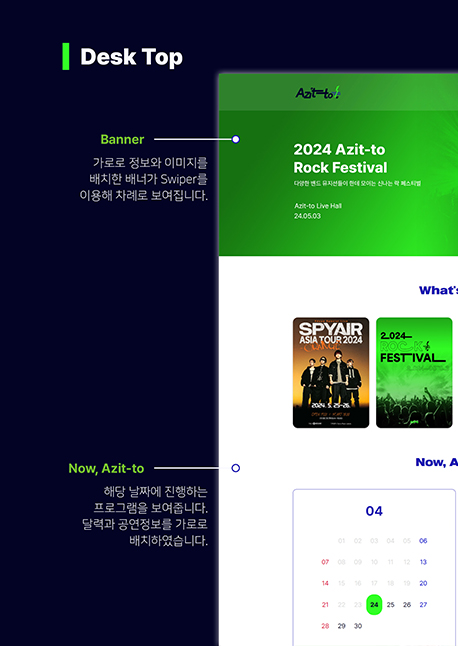 Desk Top
Banner
가로로 정보와 이미지를
배치한 배너가 Swiper를
이용해 차례로 보여집니다.
Azit-to
2024 Azit-to
Rock Festival
다양한 밴드 뮤지션들이 한데 모이는 신나는 락 페스티벌
Azit-to Live Hall
24.05.03
What's
SPYAIR
ASIA TOUR 2024
2024. 5. 25-26.
2024
ROCK
FESTIVAL
Now, Azit-to
해당 날짜에 진행하는
프로그램을 보여줍니다.
달력과 공연정보를 가로로
배치하였습니다.
Now, A
04
01 02 03 04 05 06
07 08 09 10 11 12 13
14 15 16 17 18 19 20
21 22 23 24 25 26 27
28 29 30